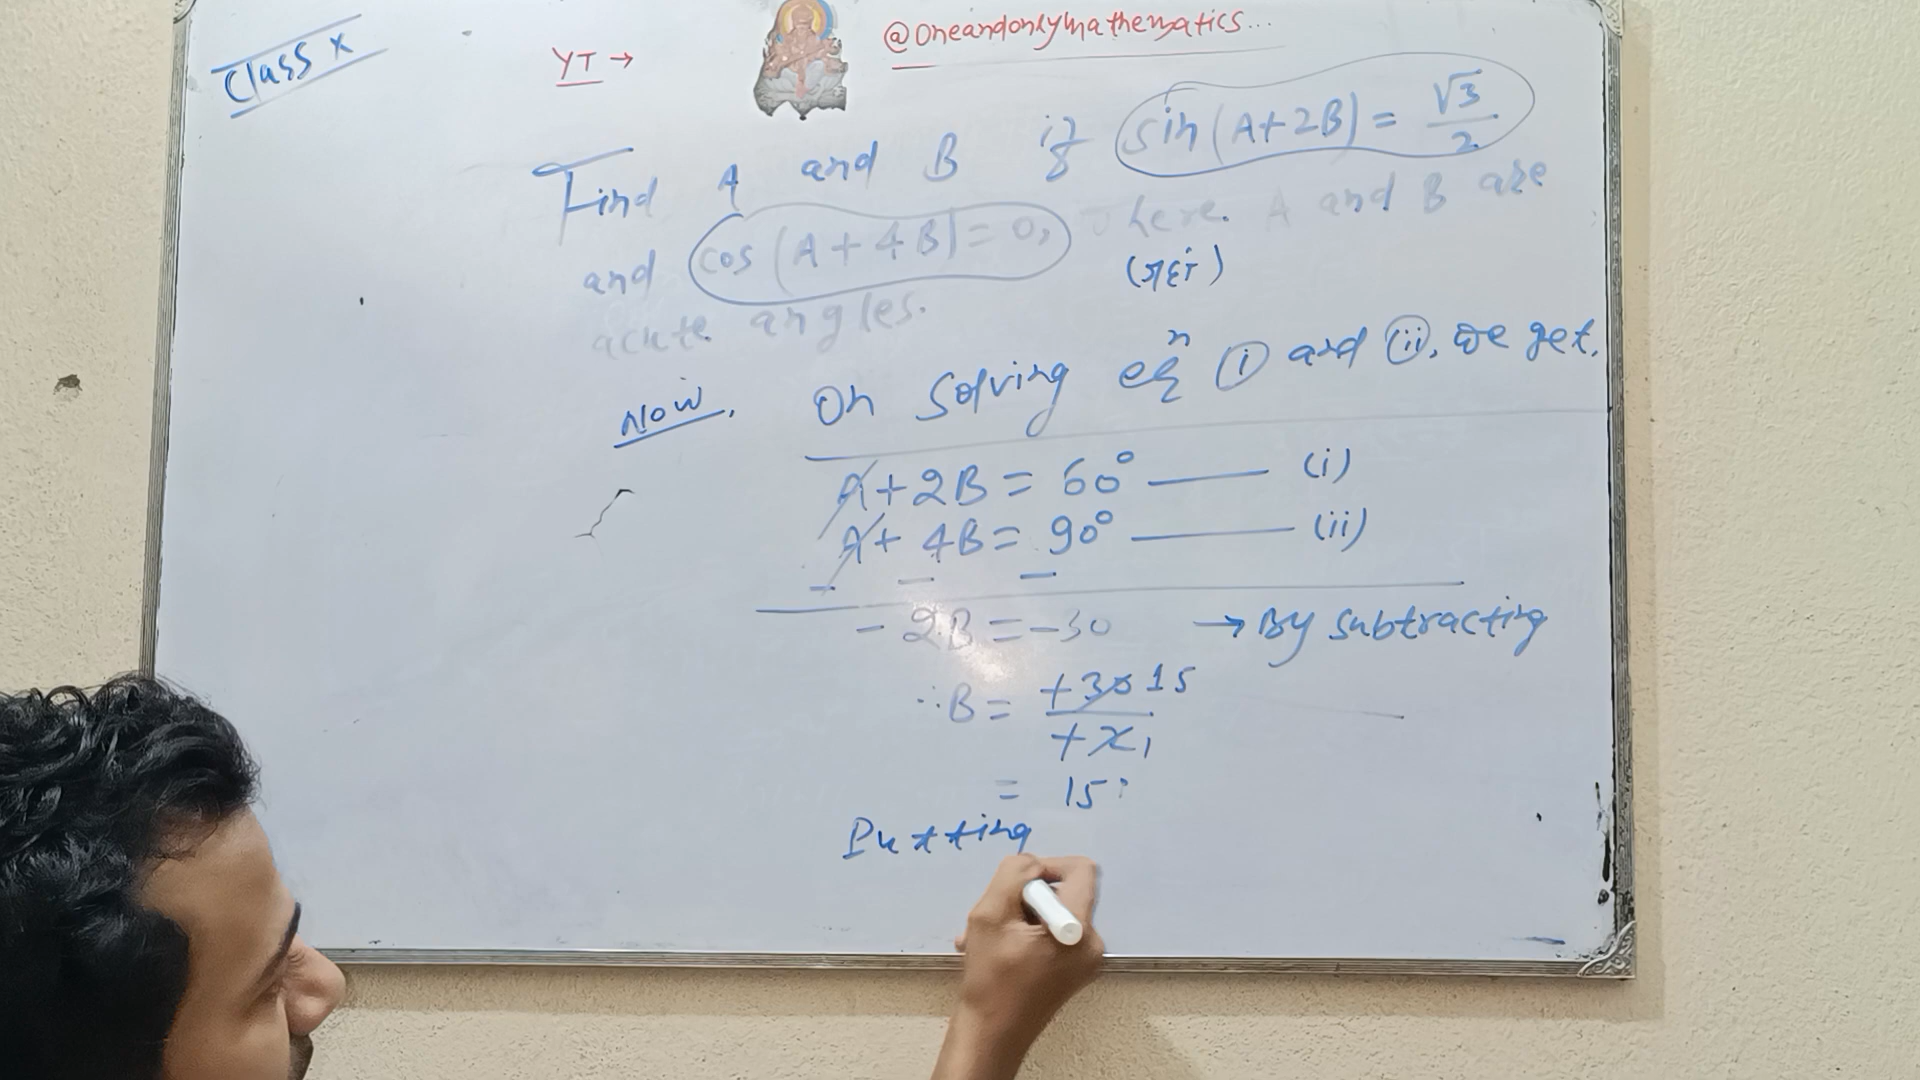 Class X
YT → @Oneandonlymathematics...
Find A and B if sin(A+2B) = √3/2
and cos(A+4B) = 0, where A and B are
(जहाँ)
acute angles.
Now, On Solving eqⁿ (i) and (ii), we get,
A+2B = 60° —— (i)
A+4B = 90° —— (ii)
- - -
-2B = -30 → By subtracting
∴ B = +30 15 / +2 1
= 15°
Putting